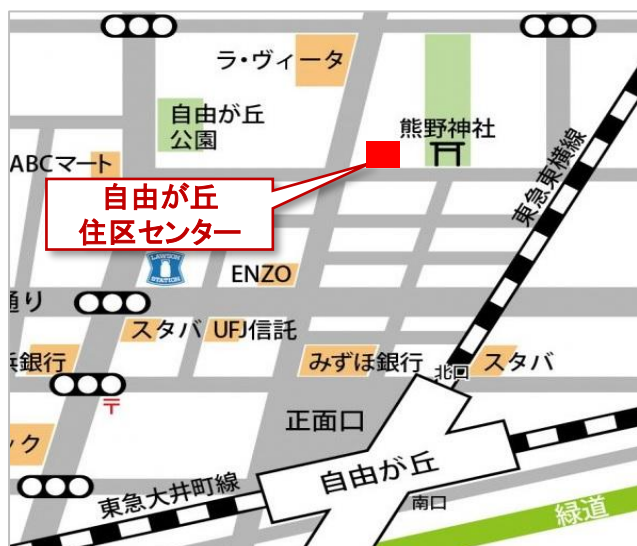 ラ・ヴィータ
自由が丘
公園
熊野神社
東急東横線
ABCマート
自由が丘
住区センター
LAWSON
STATION
ENZO
通り
スタバ
UFJ信託
浜銀行
みずほ銀行
北口
スタバ
〒
正面口
ック
自由が丘
東急大井町線
南口
緑道